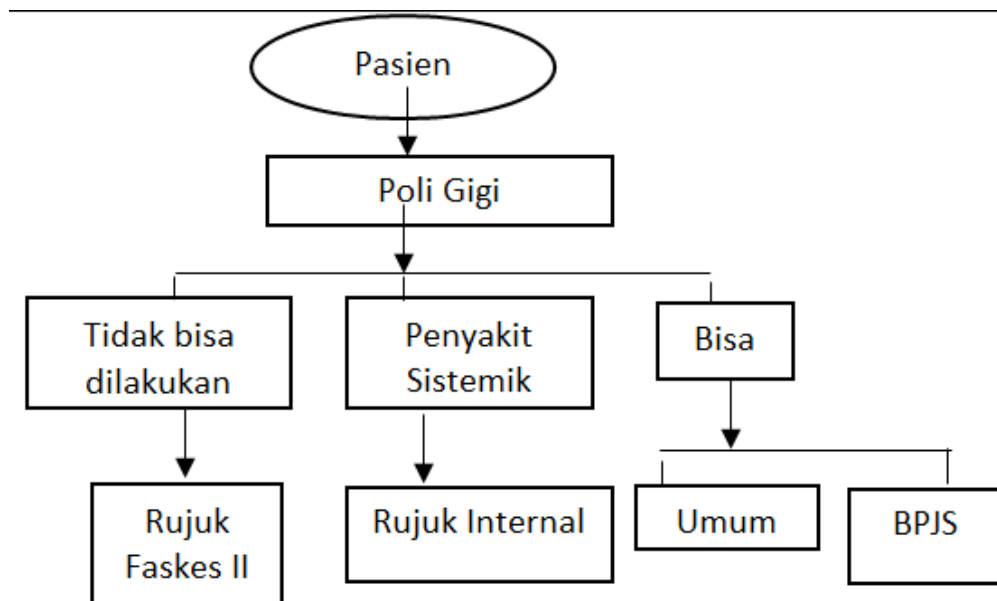 Pasien
Poli Gigi
Tidak bisa
dilakukan
Penyakit
Sistemik
Bisa
Rujuk
Faskes II
Rujuk Internal
Umum
BPJS